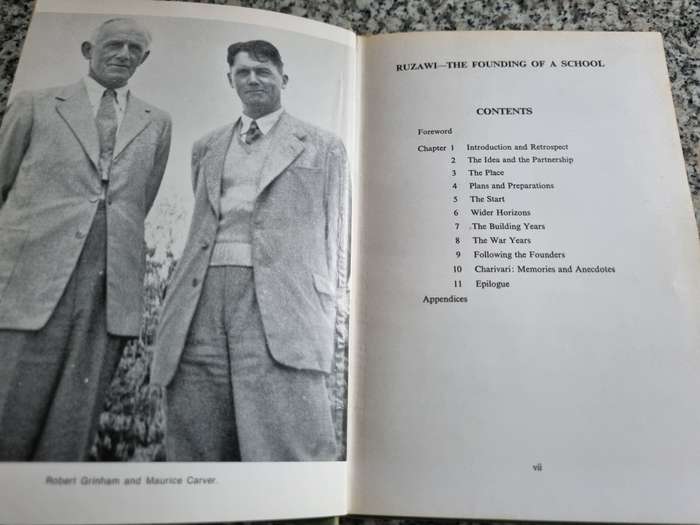 Robert Grinham and Maurice Carver.
RUZAWI—THE FOUNDING OF A SCHOOL
CONTENTS
Foreword
Chapter 1 Introduction and Retrospect
2 The Idea and the Partnership
3 The Place
4 Plans and Preparations
5 The Start
6 Wider Horizons
7 The Building Years
8 The War Years
9 Following the Founders
10 Charivari: Memories and Anecdotes
11 Epilogue
Appendices
vii